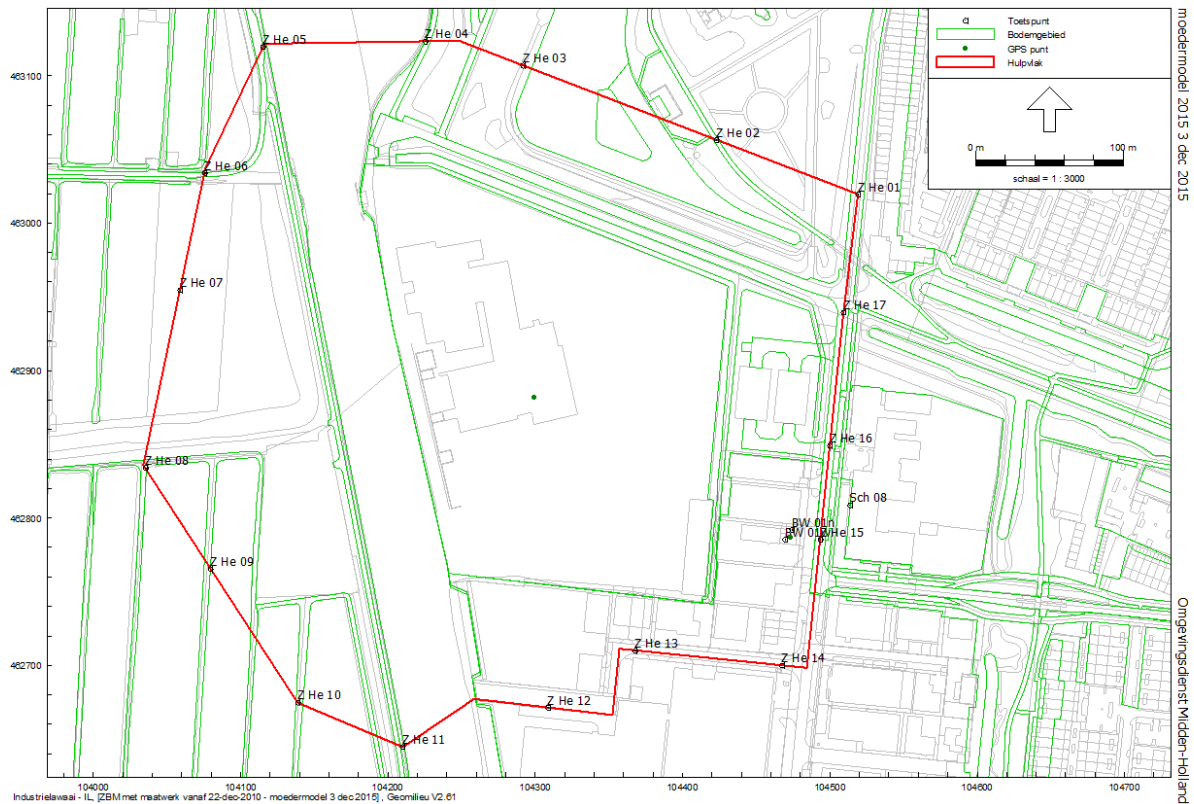 Z He 05
Z He 04
Z He 03
Z He 02
Z He 01
Z He 06
Z He 07
Z He 17
Z He 16
Z He 08
Sch 08
BW 01n
He 15
Z He 09
Z He 13
Z He 14
Z He 10
Z He 12
Z He 11
Toetspunt
Bodemgebied
GPS punt
Hulpvlak
0 m 100 m
schaal = 1 : 3000
463100
463000
462900
462800
462700
104000 104100 104200 104300 104400 104500 104600 104700
Industrielawaai - IL, [ZBM met maatwerk vanaf 22-dec-2010 - moedermodel 3 dec 2015] , Geomilieu V2.61
moedermodel 2015 3 dec 2015
Omgevingsdienst Midden-Holland